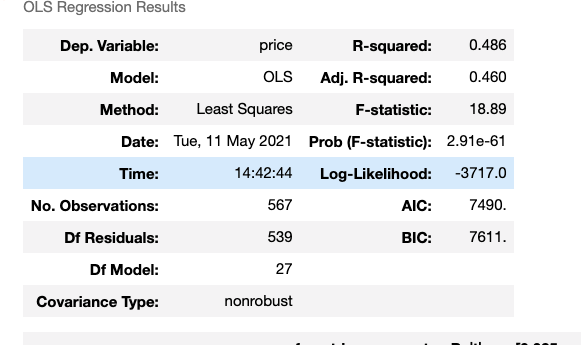 OLS Regression Results
Dep. Variable: price R-squared: 0.486
Model: OLS Adj. R-squared: 0.460
Method: Least Squares F-statistic: 18.89
Date: Tue, 11 May 2021 Prob (F-statistic): 2.91e-61
Time: 14:42:44 Log-Likelihood: -3717.0
No. Observations: 567 AIC: 7490.
Df Residuals: 539 BIC: 7611.
Df Model: 27
Covariance Type: nonrobust